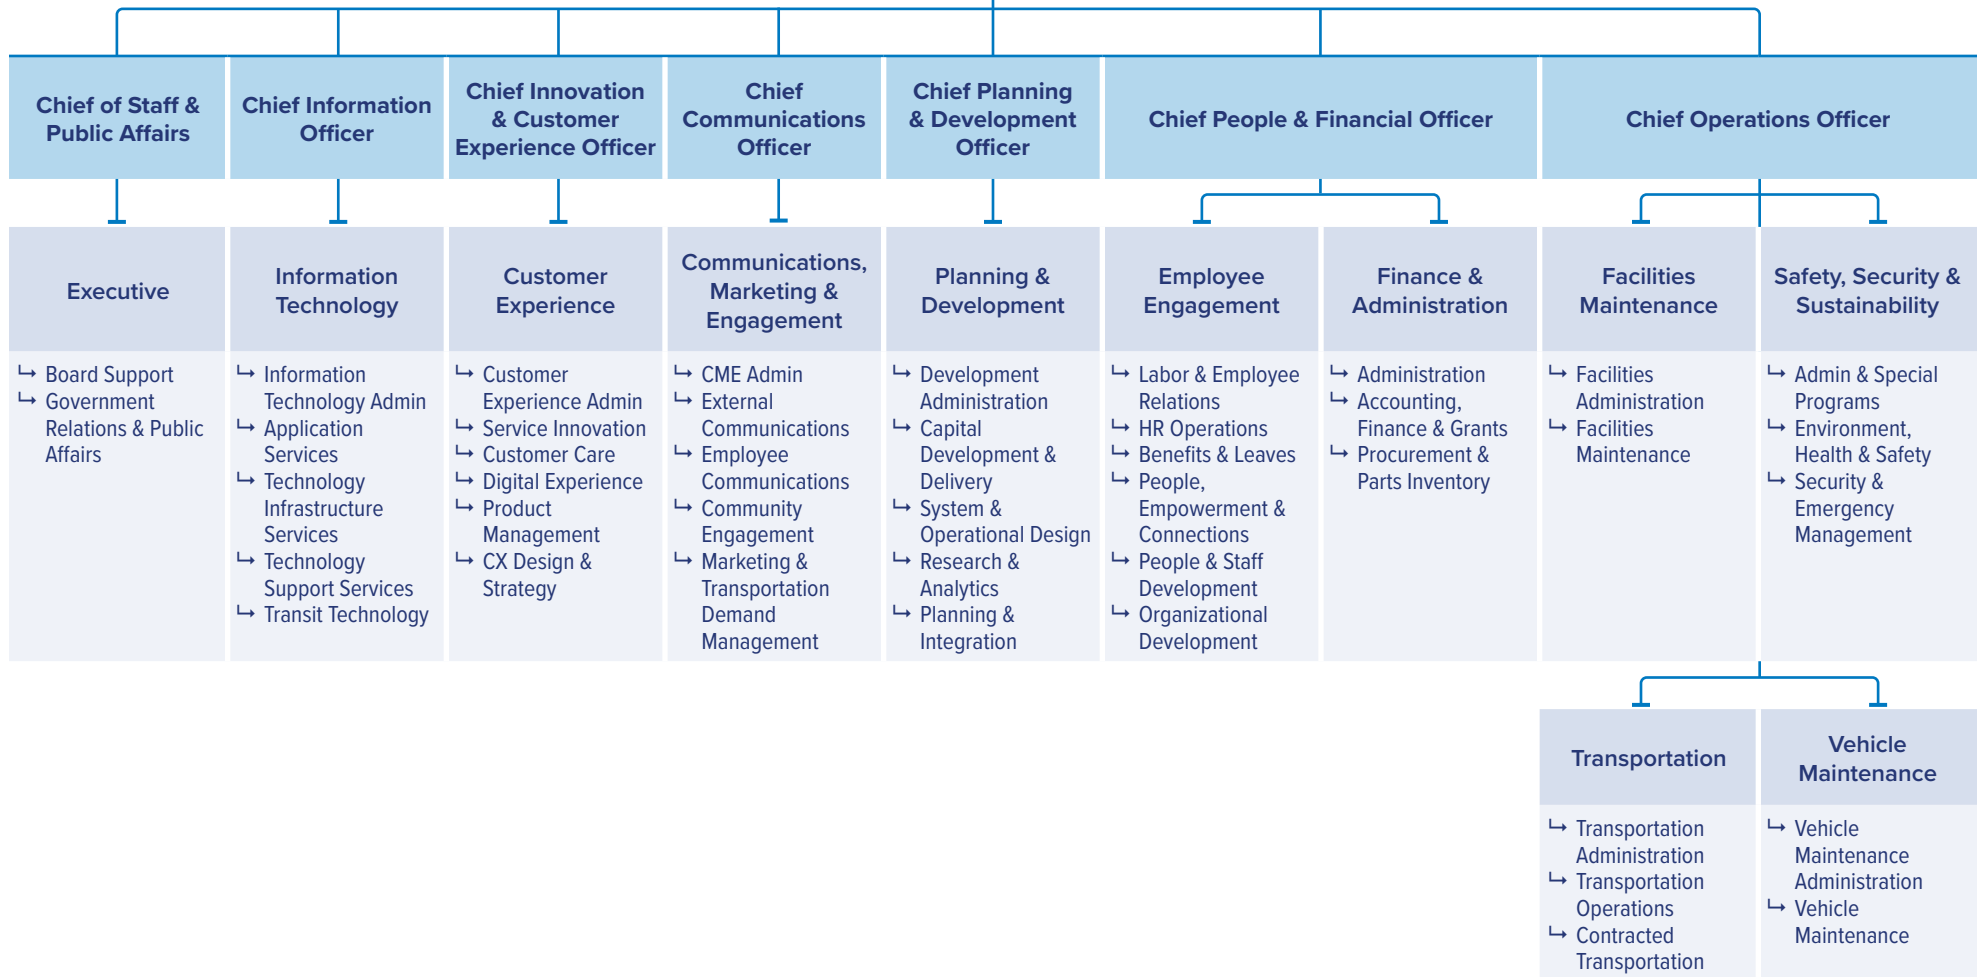 Chief of Staff &
Public Affairs
Chief Information
Officer
Chief Innovation
& Customer
Experience Officer
Chief
Communications
Officer
Chief Planning
& Development
Officer
Chief People & Financial Officer
Chief Operations Officer
Executive
Information
Technology
Customer
Experience
Communications,
Marketing &
Engagement
Planning &
Development
Employee
Engagement
Finance &
Administration
Facilities
Maintenance
Safety, Security &
Sustainability
Board Support
Government
Relations & Public
Affairs
Information
Technology Admin
Application
Services
Technology
Infrastructure
Services
Technology
Support Services
Transit Technology
Customer
Experience Admin
Service Innovation
Customer Care
Digital Experience
Product
Management
CX Design &
Strategy
CME Admin
External
Communications
Employee
Communications
Community
Engagement
Marketing &
Transportation
Demand
Management
Development
Administration
Capital
Development &
Delivery
System &
Operational Design
Research &
Analytics
Planning &
Integration
Labor & Employee
Relations
HR Operations
Benefits & Leaves
People,
Empowerment &
Connections
People & Staff
Development
Organizational
Development
Administration
Accounting,
Finance & Grants
Procurement &
Parts Inventory
Facilities
Administration
Facilities
Maintenance
Admin & Special
Programs
Environment,
Health & Safety
Security &
Emergency
Management
Transportation
Vehicle
Maintenance
Transportation
Administration
Transportation
Operations
Contracted
Transportation
Vehicle
Maintenance
Administration
Vehicle
Maintenance